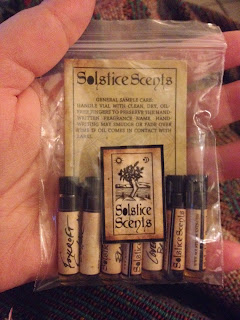 Solstice Scents
GENERAL SAMPLE CARE:
HANDLE VIAL WITH CLEAN, DRY, OIL-
FREE FINGERS TO PRESERVE THE HAND-
WRITTEN FRAGRANCE NAME. HAND-
WRITING MAY SMUDGE OR FADE OVER
TIME IF OIL COMES IN CONTACT WITH
LABEL.
Solstice
Scents
Foxcroft